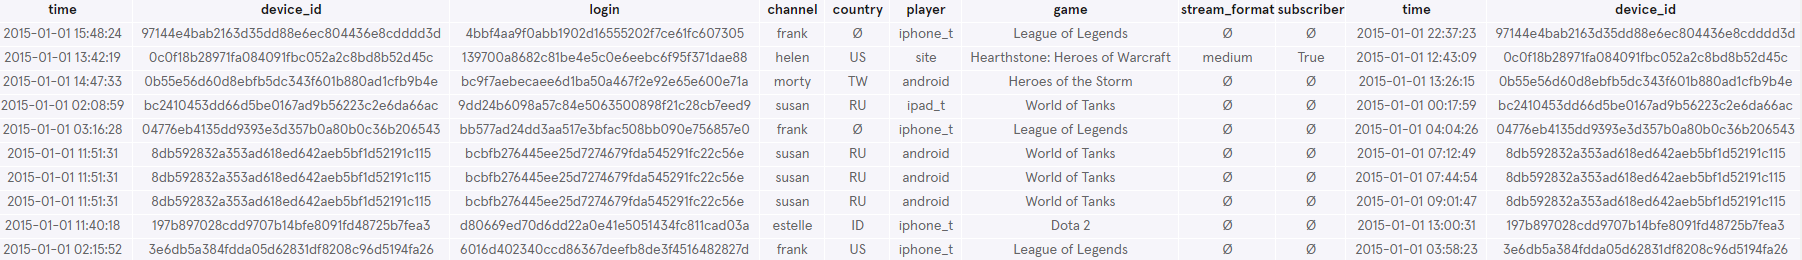 time device_id login channel country player game stream_format subscriber time device_id
2015-01-01 15:48:24 97144e4bab2163d35dd88e6ec804436e8cdddd3d 4bbf4aa9f0abb1902d16555202f7ce61fc607305 frank Ø iphone_t League of Legends Ø Ø 2015-01-01 22:37:23 97144e4bab2163d35dd88e6ec804436e8cdddd3d
2015-01-01 13:42:19 0c0f18b28971fa084091fbc052a2c8bd8b52d45c 139700a8682c81be4e5c0e6eebc6f95f371dae88 helen US site Hearthstone: Heroes of Warcraft medium True 2015-01-01 12:43:09 0c0f18b28971fa084091fbc052a2c8bd8b52d45c
2015-01-01 14:47:33 0b55e56d60d8ebfb5dc343f601b880ad1cfb9b4e bc9f7aebecaee6d1ba50a467f2e92e65e600e71a morty TW android Heroes of the Storm Ø Ø 2015-01-01 13:26:15 0b55e56d60d8ebfb5dc343f601b880ad1cfb9b4e
2015-01-01 02:08:59 bc2410453dd66d5be0167ad9b56223c2e6da66ac 9dd24b6098a57c84e5063500898f21c28cb7eed9 susan RU ipad_t World of Tanks Ø Ø 2015-01-01 00:17:59 bc2410453dd66d5be0167ad9b56223c2e6da66ac
2015-01-01 03:16:28 04776eb4135dd9393e3d357b0a80b0c36b206543 bb577ad24dd3aa517e3bfac508bb090e756857e0 frank Ø iphone_t League of Legends Ø Ø 2015-01-01 04:04:26 04776eb4135dd9393e3d357b0a80b0c36b206543
2015-01-01 11:51:31 8db592832a353ad618ed642aeb5bf1d52191c115 bcbfb276445ee25d7274679fda545291fc22c56e susan RU android World of Tanks Ø Ø 2015-01-01 07:12:49 8db592832a353ad618ed642aeb5bf1d52191c115
2015-01-01 11:51:31 8db592832a353ad618ed642aeb5bf1d52191c115 bcbfb276445ee25d7274679fda545291fc22c56e susan RU android World of Tanks Ø Ø 2015-01-01 07:44:54 8db592832a353ad618ed642aeb5bf1d52191c115
2015-01-01 11:51:31 8db592832a353ad618ed642aeb5bf1d52191c115 bcbfb276445ee25d7274679fda545291fc22c56e susan RU android World of Tanks Ø Ø 2015-01-01 09:01:47 8db592832a353ad618ed642aeb5bf1d52191c115
2015-01-01 11:40:18 197b897028cdd9707b14bfe8091fd48725b7fea3 d80669ed70d6dd22a0e41e5051434fc811cad03a estelle ID iphone_t Dota 2 Ø Ø 2015-01-01 13:00:31 197b897028cdd9707b14bfe8091fd48725b7fea3
2015-01-01 02:15:52 3e6db5a384fdda05d62831df8208c96d5194fa26 6016d402340ccd86367deefb8de3f4516482827d frank US iphone_t League of Legends Ø Ø 2015-01-01 03:58:23 3e6db5a384fdda05d62831df8208c96d5194fa26